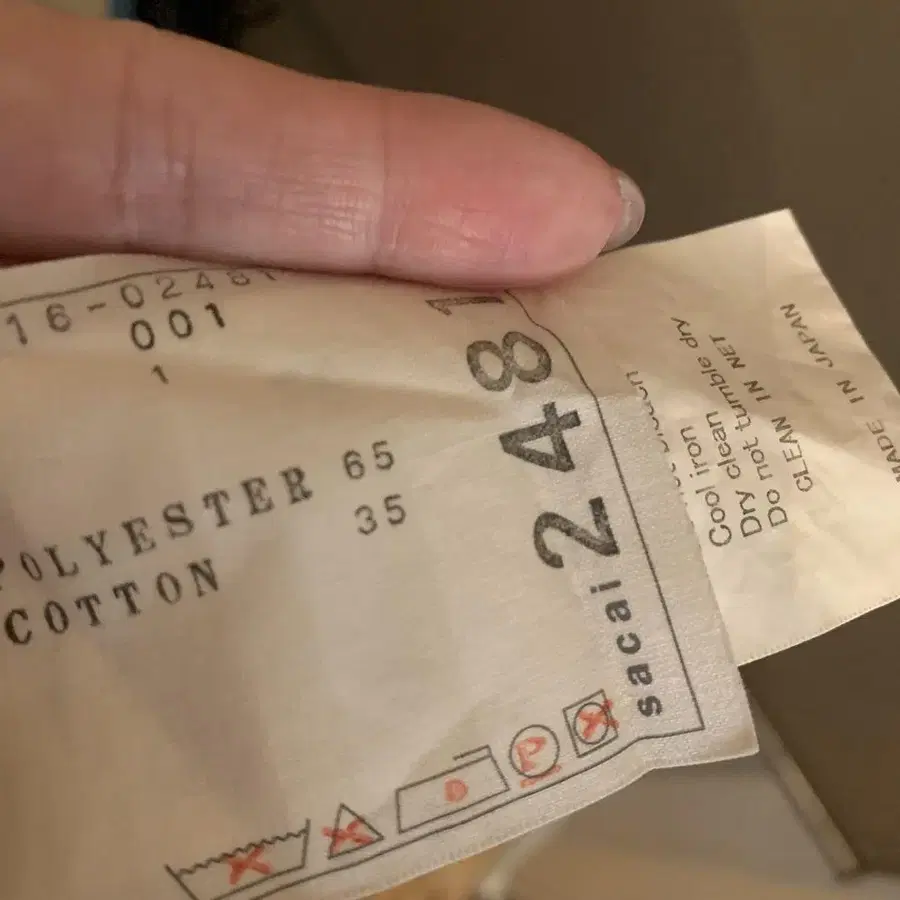 16-02481
001
1
POLYESTER 65
COTTON 35
sacai 2481
Cool iron
Dry clean
Do not tumble dry
CLEAN IN NET
MADE IN JAPAN